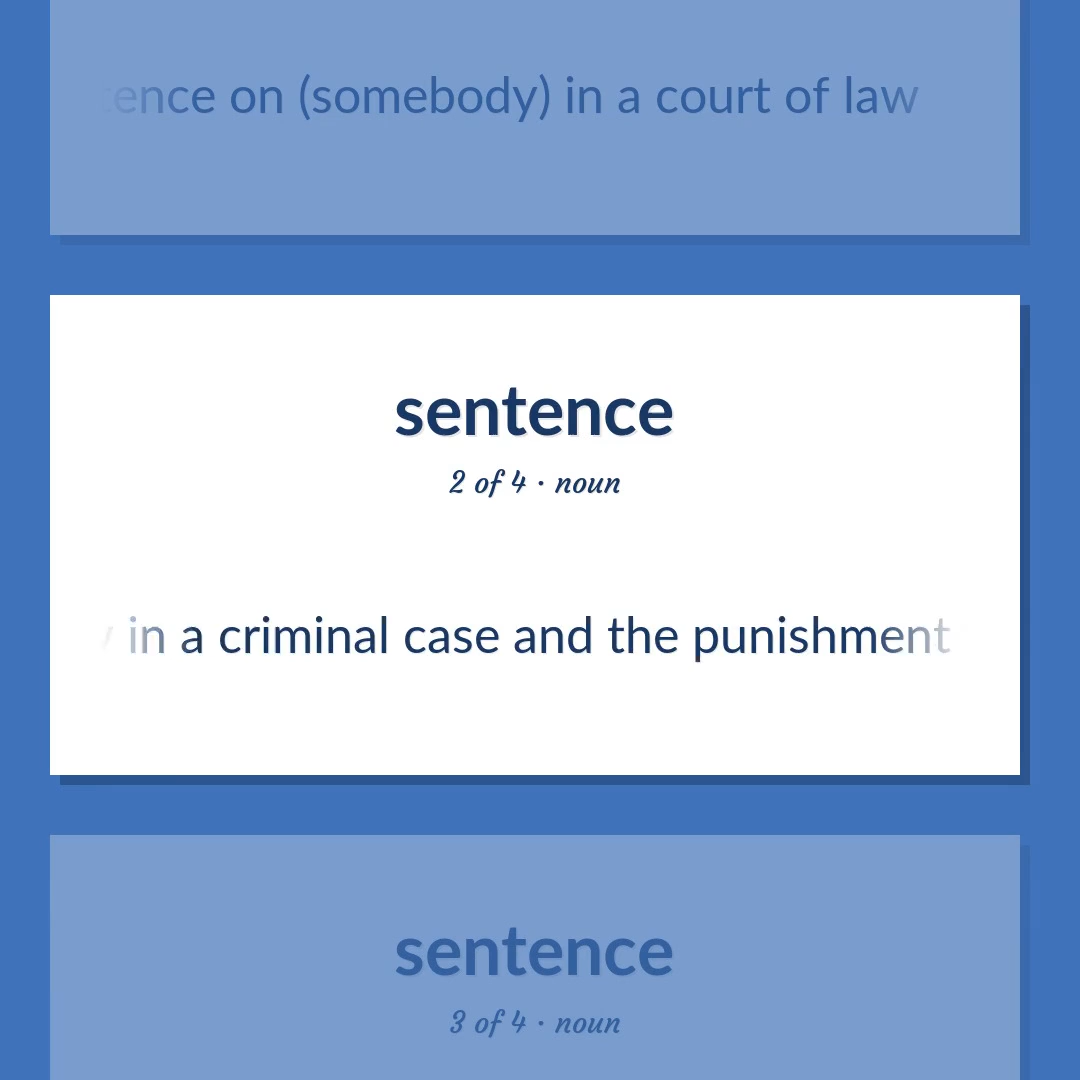 tence on (somebody) in a court of law
sentence
2 of 4 · noun
in a criminal case and the punishment
sentence
3 of 4 · noun